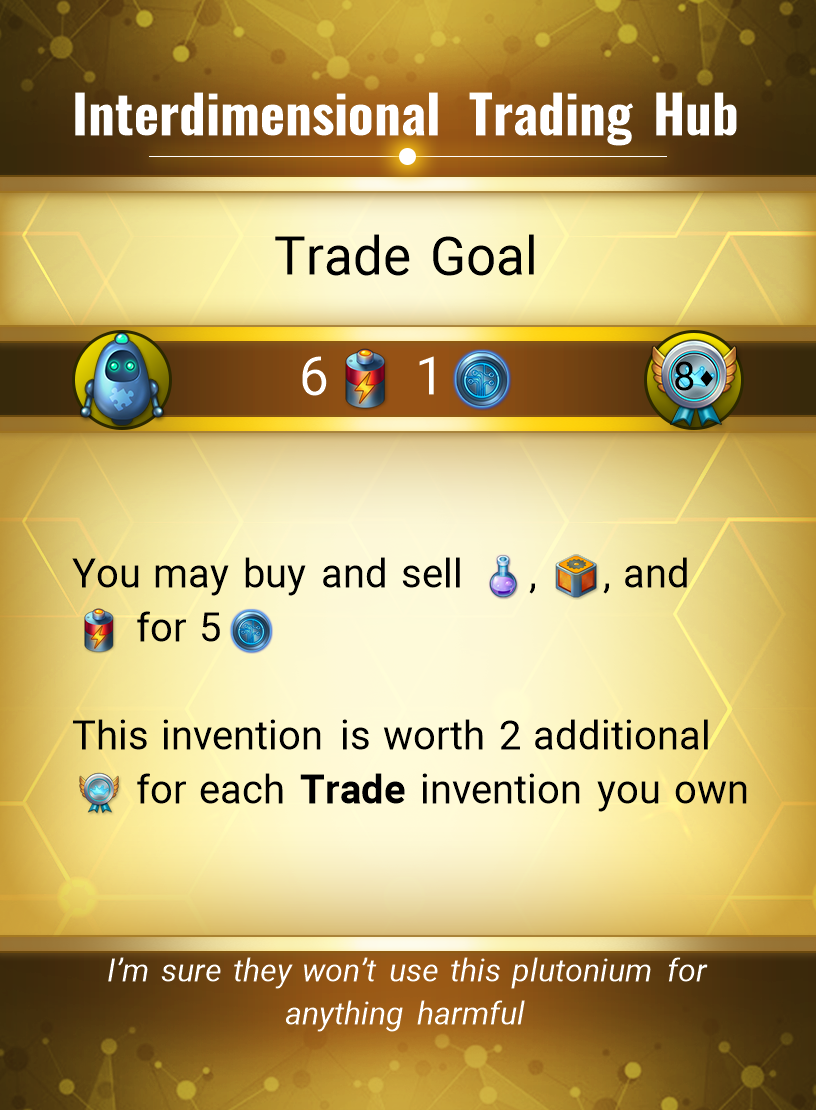 Interdimensional Trading Hub
Trade Goal
6 1 8♦
You may buy and sell , , and
for 5
This invention is worth 2 additional
for each Trade invention you own
I'm sure they won't use this plutonium for
anything harmful